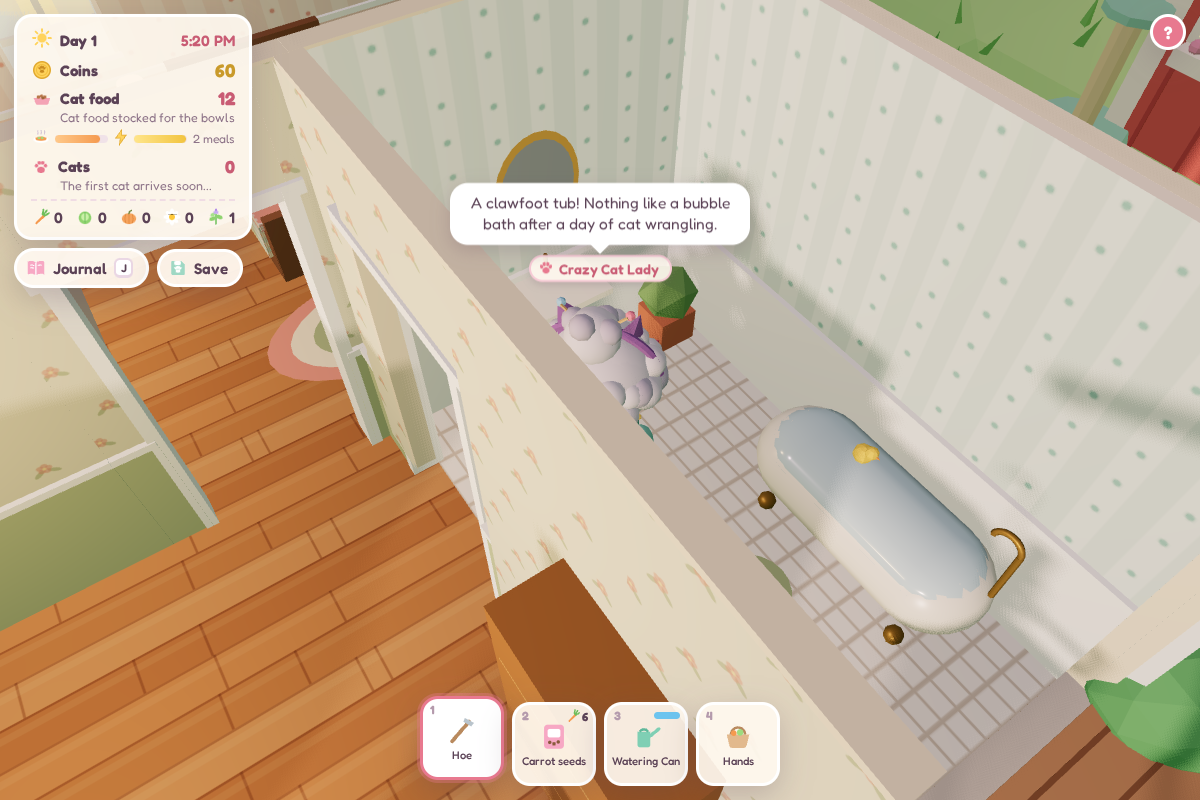 Day 1 5:20 PM
Coins 60
Cat food 12
Cat food stocked for the bowls
2 meals
Cats 0
The first cat arrives soon...
0 0 0 0 1
Journal J Save
?
A clawfoot tub! Nothing like a bubble
bath after a day of cat wrangling.
Crazy Cat Lady
1 Hoe
2 6 Carrot seeds
3 Watering Can
4 Hands